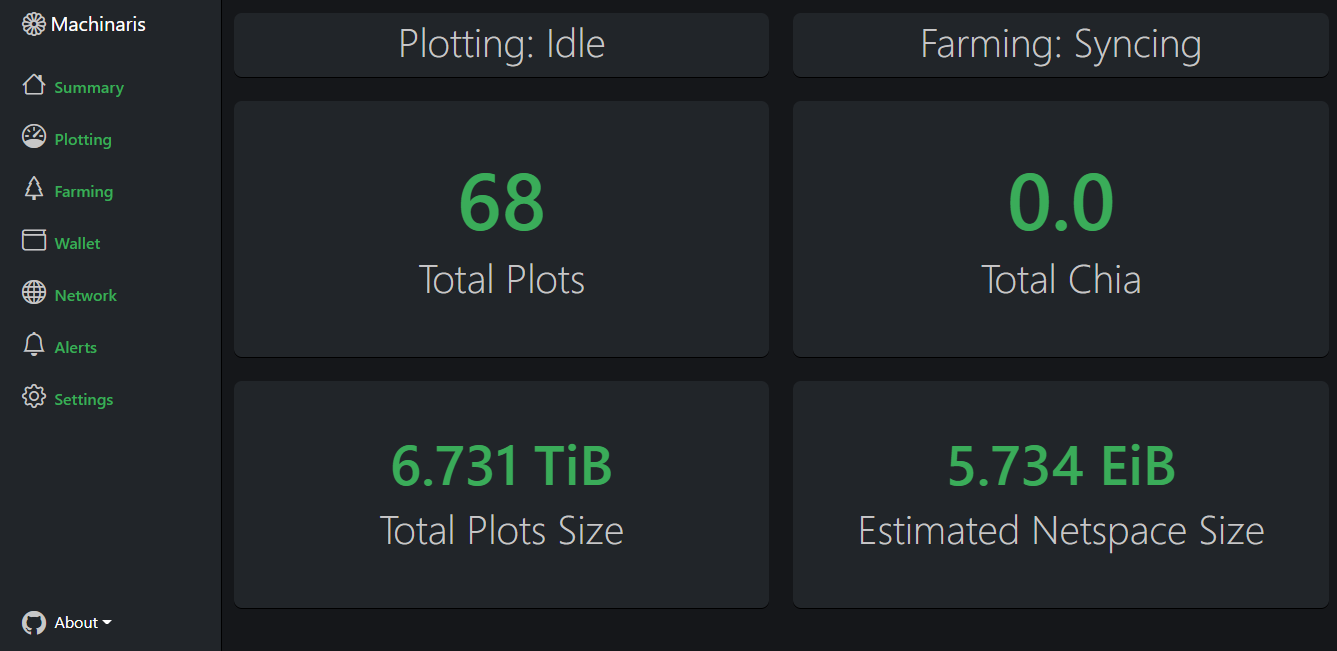 Machinaris
Summary
Plotting
Farming
Wallet
Network
Alerts
Settings
About
Plotting: Idle
Farming: Syncing
68
Total Plots
0.0
Total Chia
6.731 TiB
Total Plots Size
5.734 EiB
Estimated Netspace Size